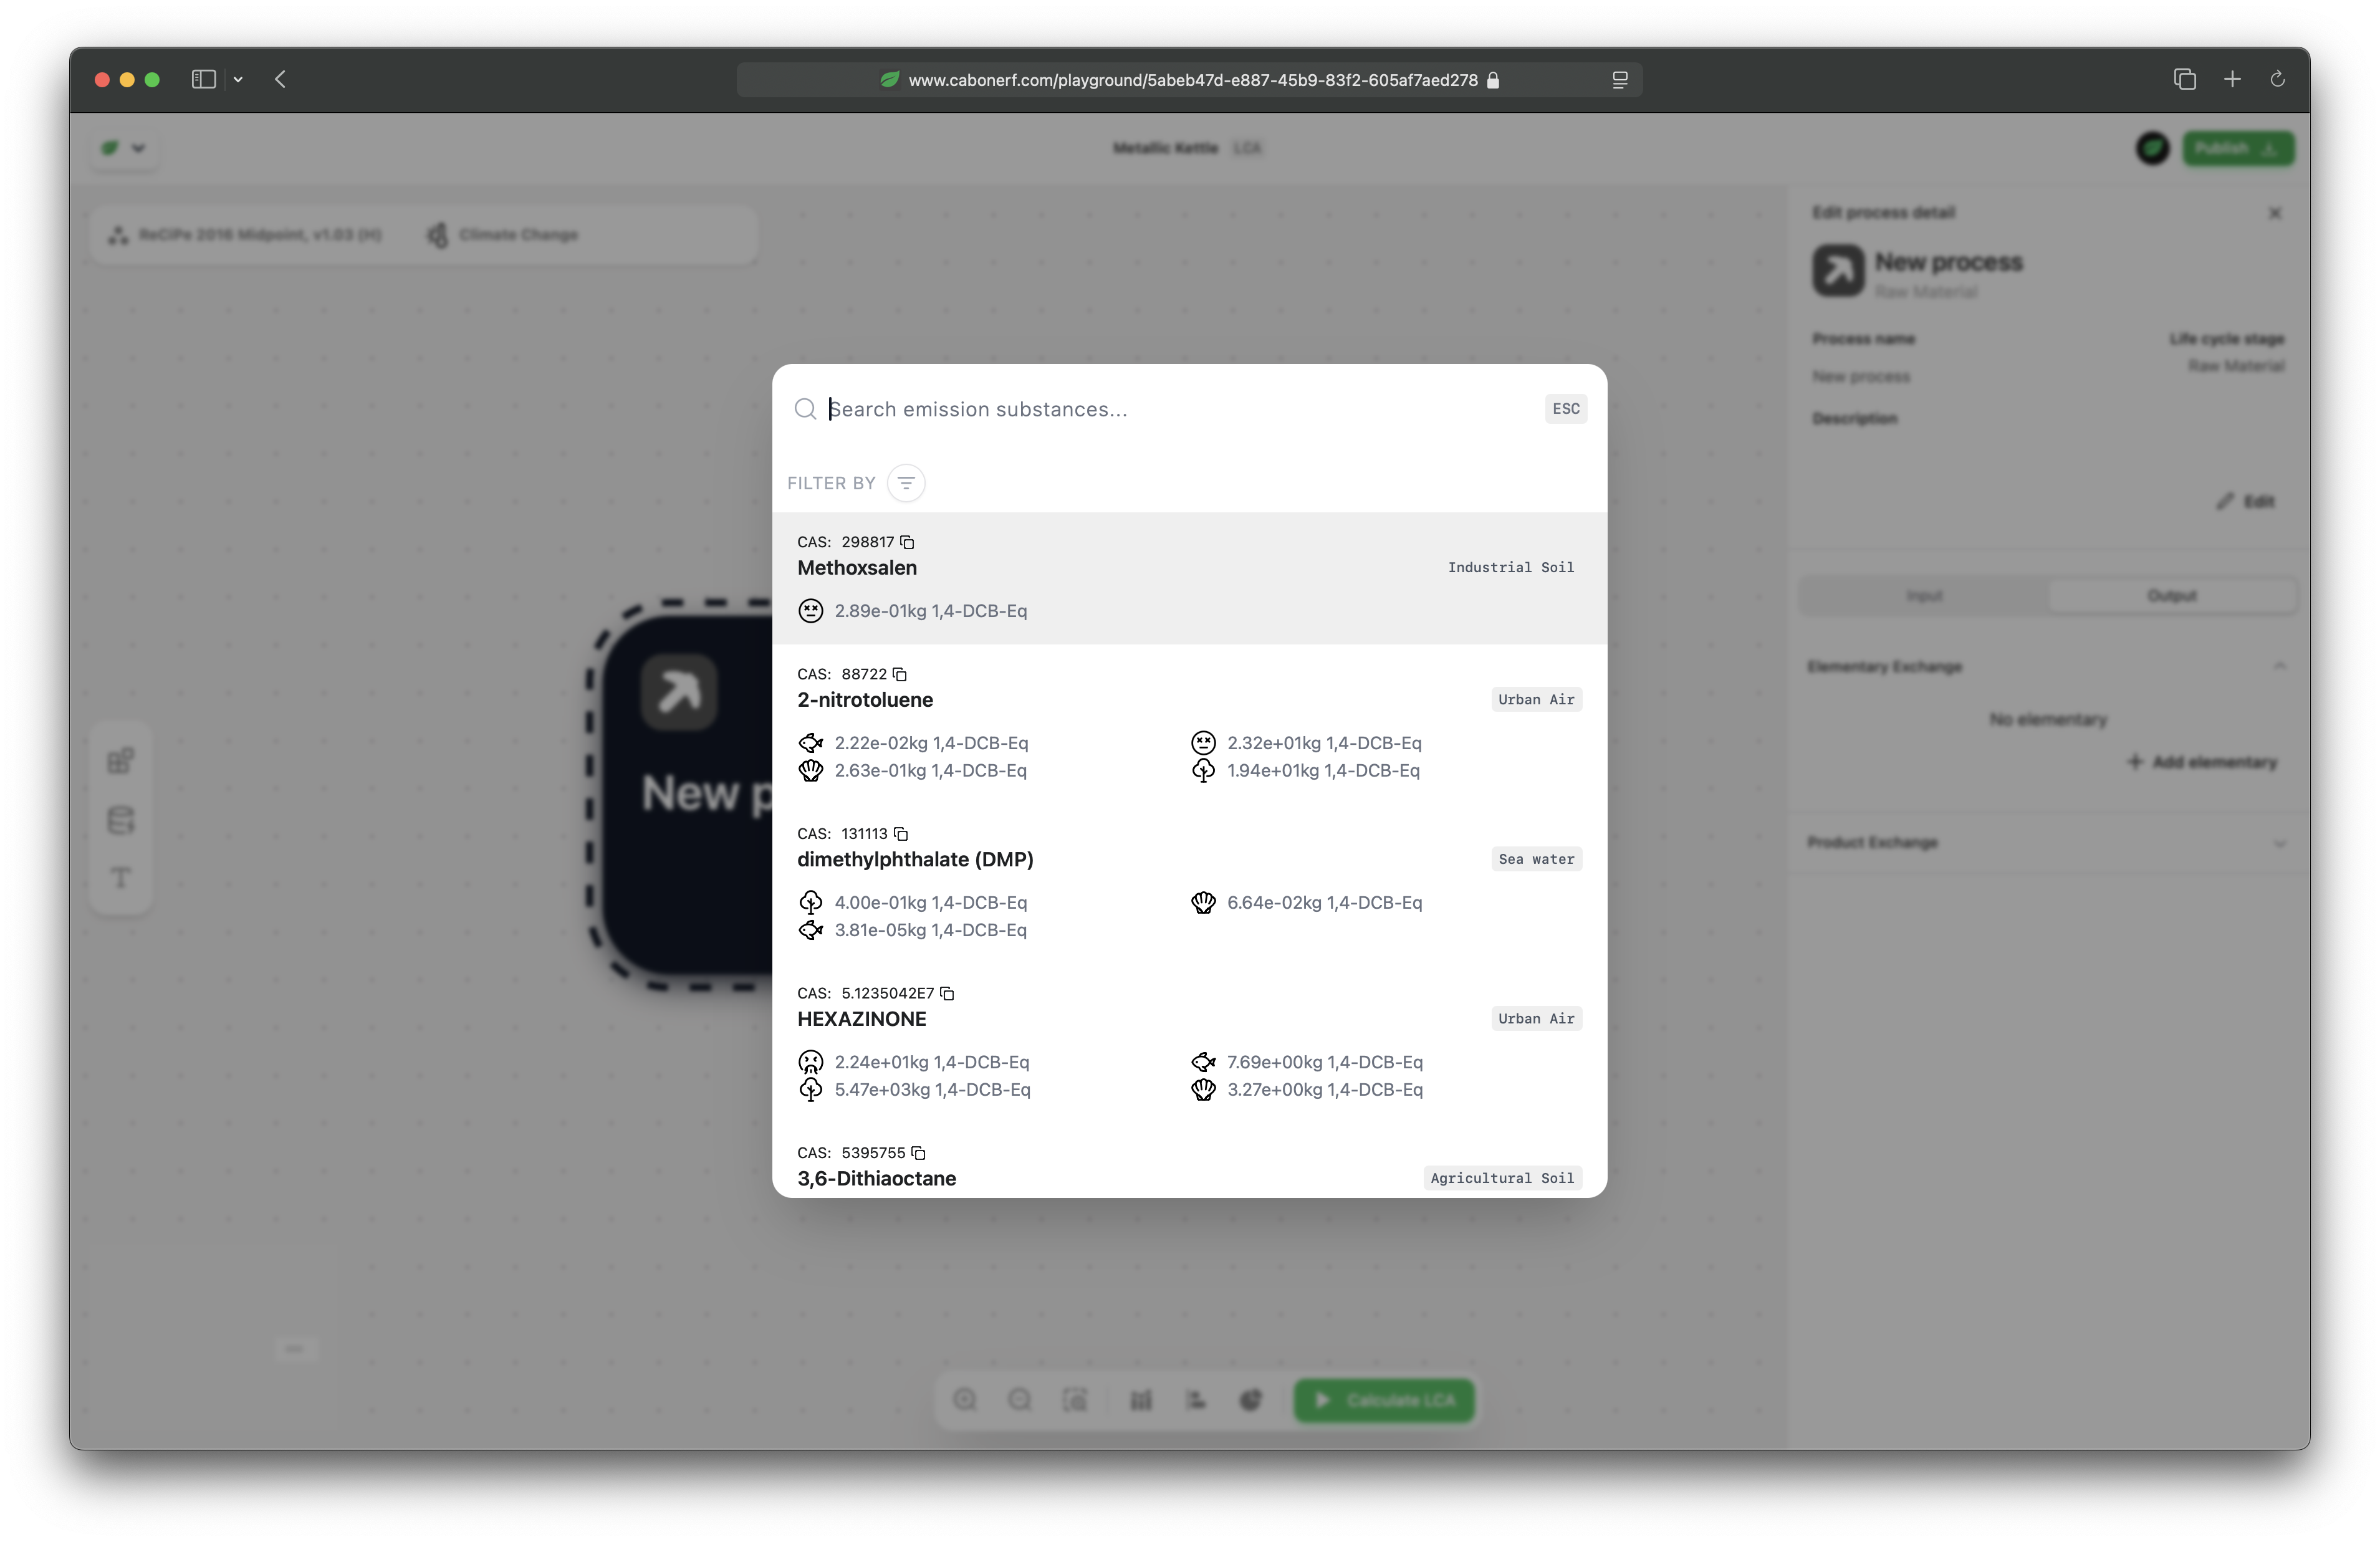 www.cabonerf.com/playground/5abeb47d-e887-45b9-83f2-605af7aed278
Metallic Kettle LCA
Publish
ReCiPe 2016 Midpoint, v1.03 (H) Climate Change
Edit process detail
New process
Raw Material
Process name Life cycle stage
New process Raw Material
Description
Edit
Input Output
Elementary Exchange
No elementary
Add elementary
Product Exchange
New p
Search emission substances...
ESC
FILTER BY
CAS: 298817
Methoxsalen
Industrial Soil
2.89e-01kg 1,4-DCB-Eq
CAS: 88722
2-nitrotoluene
Urban Air
2.22e-02kg 1,4-DCB-Eq 2.32e+01kg 1,4-DCB-Eq
2.63e-01kg 1,4-DCB-Eq 1.94e+01kg 1,4-DCB-Eq
CAS: 131113
dimethylphthalate (DMP)
Sea water
4.00e-01kg 1,4-DCB-Eq 6.64e-02kg 1,4-DCB-Eq
3.81e-05kg 1,4-DCB-Eq
CAS: 5.1235042E7
HEXAZINONE
Urban Air
2.24e+01kg 1,4-DCB-Eq 7.69e+00kg 1,4-DCB-Eq
5.47e+03kg 1,4-DCB-Eq 3.27e+00kg 1,4-DCB-Eq
CAS: 5395755
3,6-Dithiaoctane
Agricultural Soil
Calculate LCA